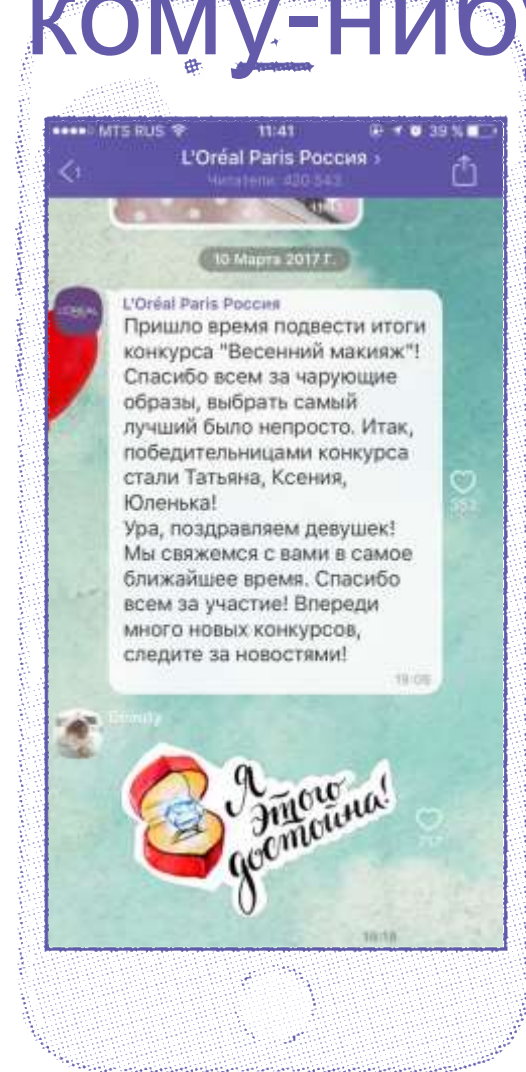 кому-ниб
MTS RUS 11:41 39 %
L'Oréal Paris Россия
Читатели: 420 543
10 Марта 2017 г.
L'Oréal Paris Россия
Пришло время подвести итоги
конкурса "Весенний макияж"!
Спасибо всем за чарующие
образы, выбрать самый
лучший было непросто. Итак,
победительницами конкурса
стали Татьяна, Ксения,
Юленька!
Ура, поздравляем девушек!
Мы свяжемся с вами в самое
ближайшее время. Спасибо
всем за участие! Впереди
много новых конкурсов,
следите за новостями!
353
Beauty
Я
этого
достойна!